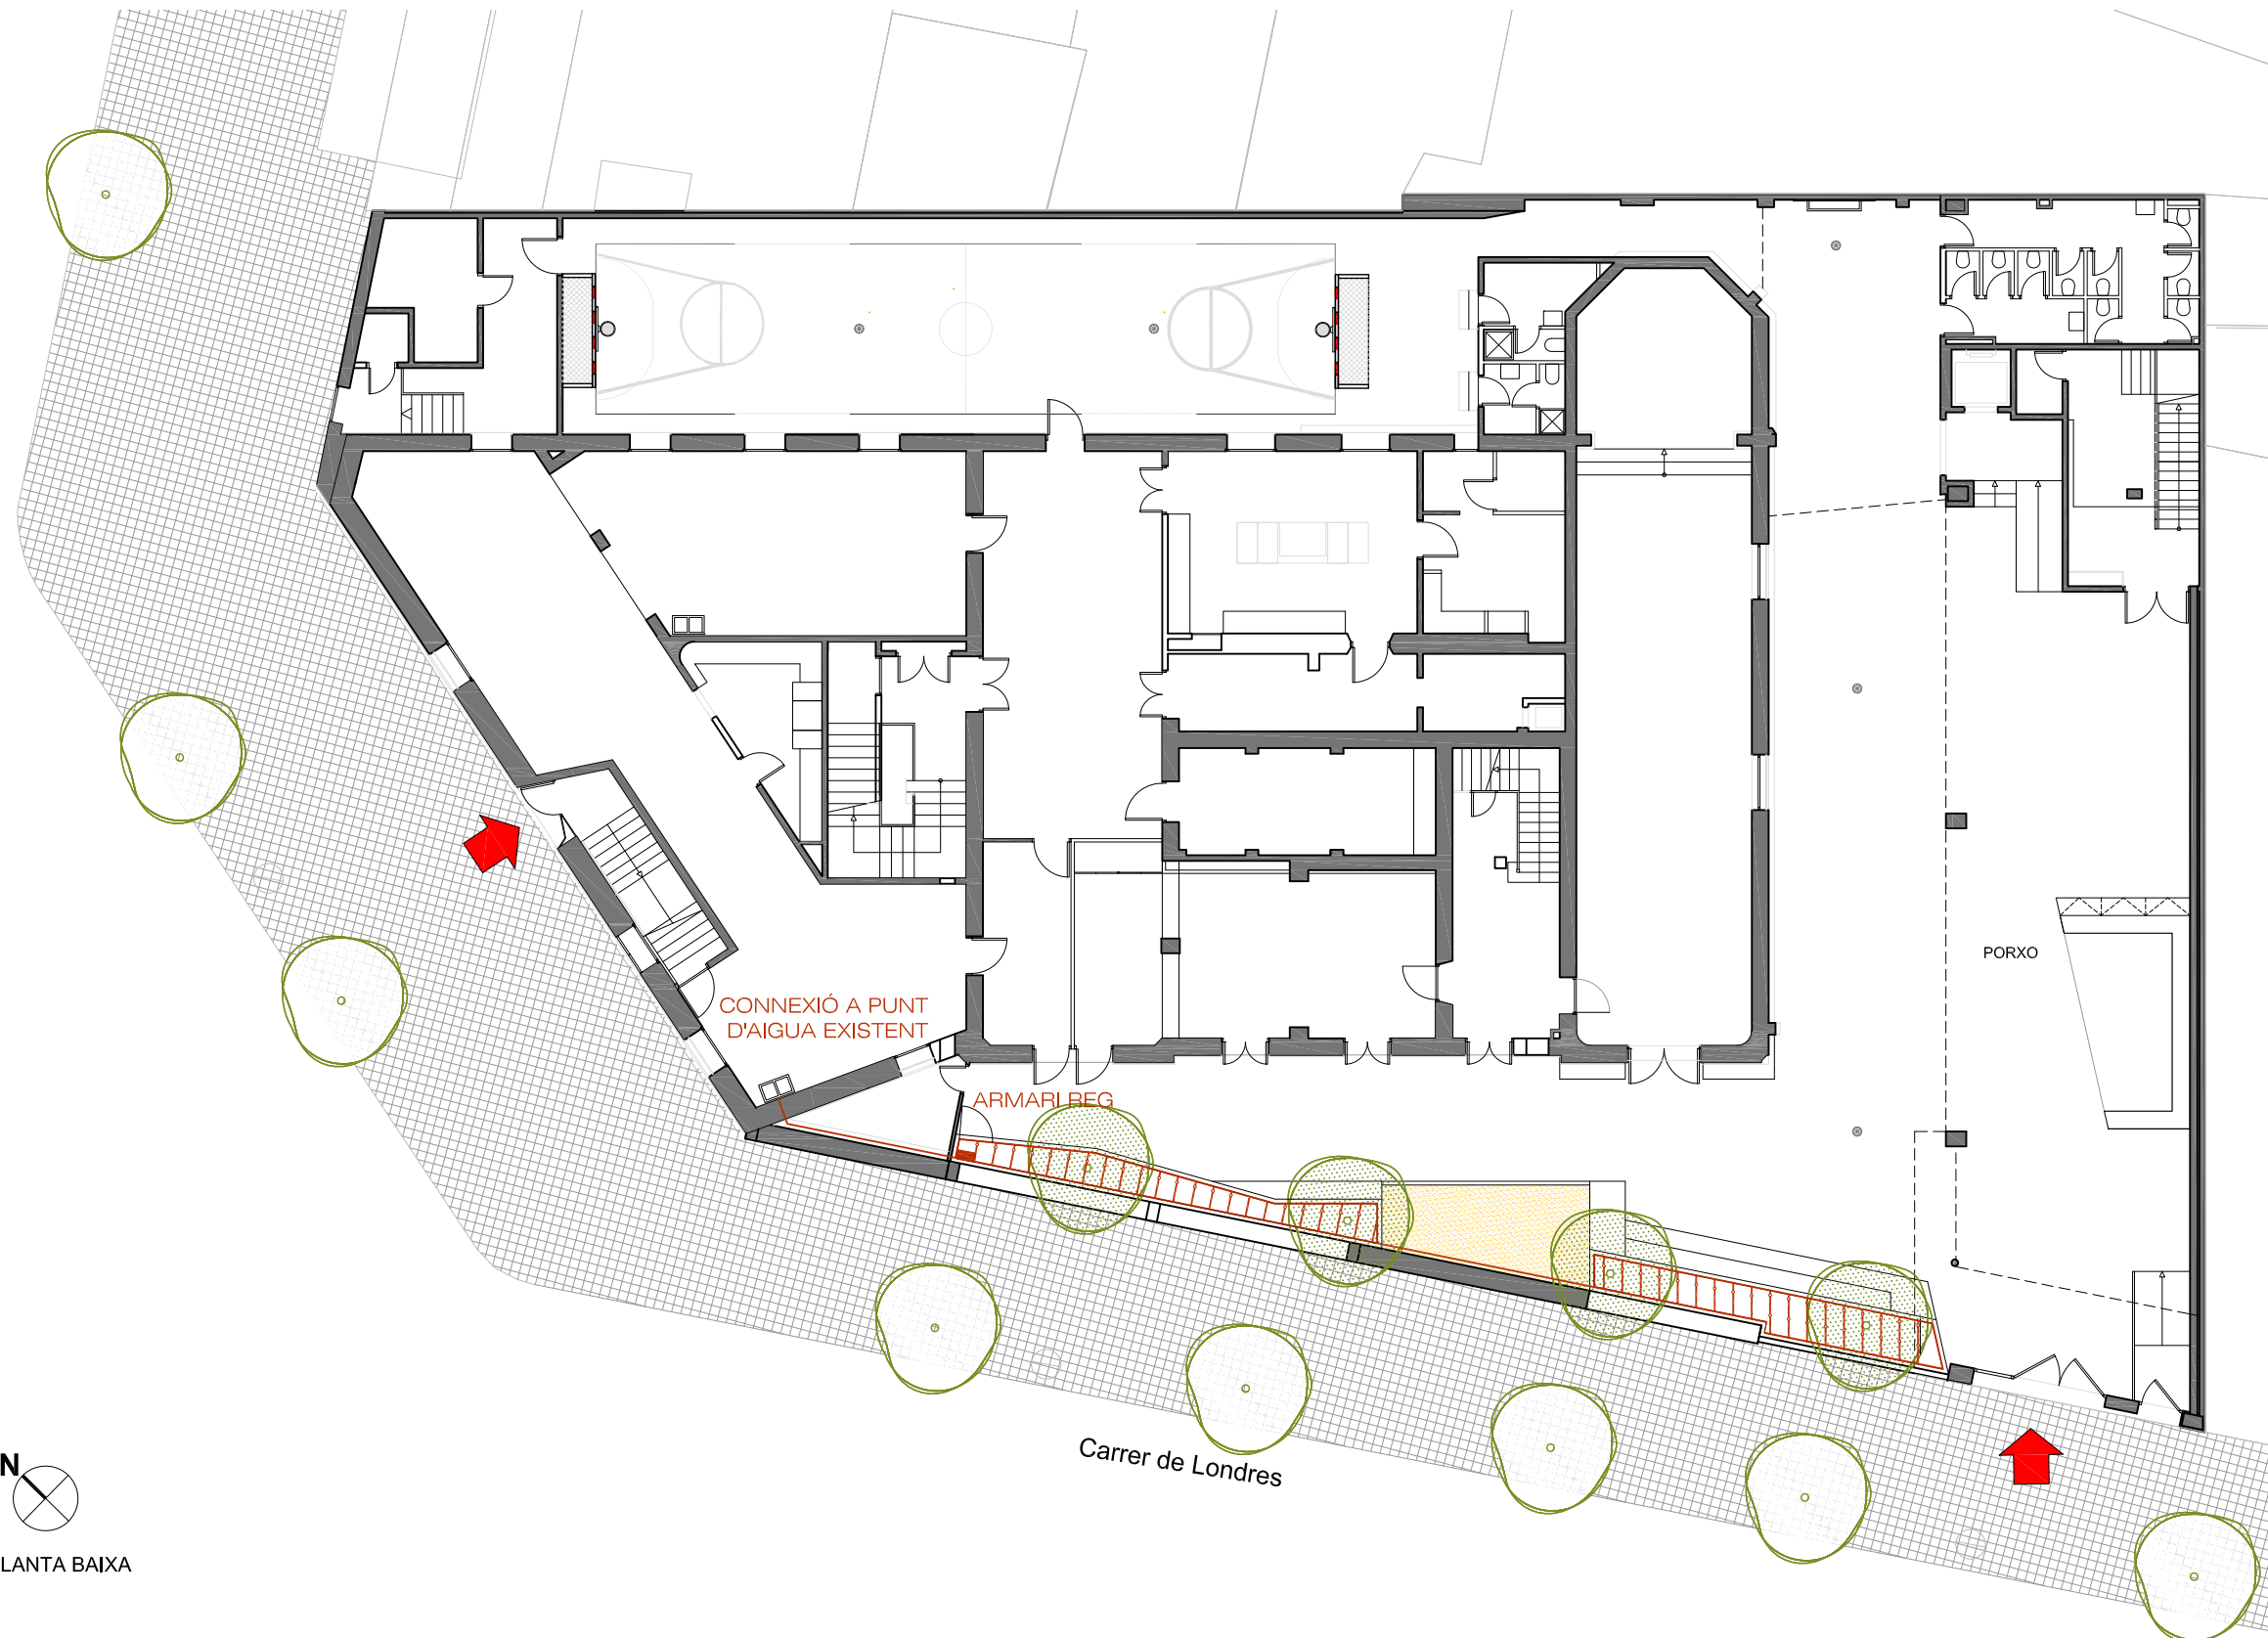 PORXO
CONNEXIÓ A PUNT
D'AIGUA EXISTENT
ARMARI REG
Carrer de Londres
N
LANTA BAIXA